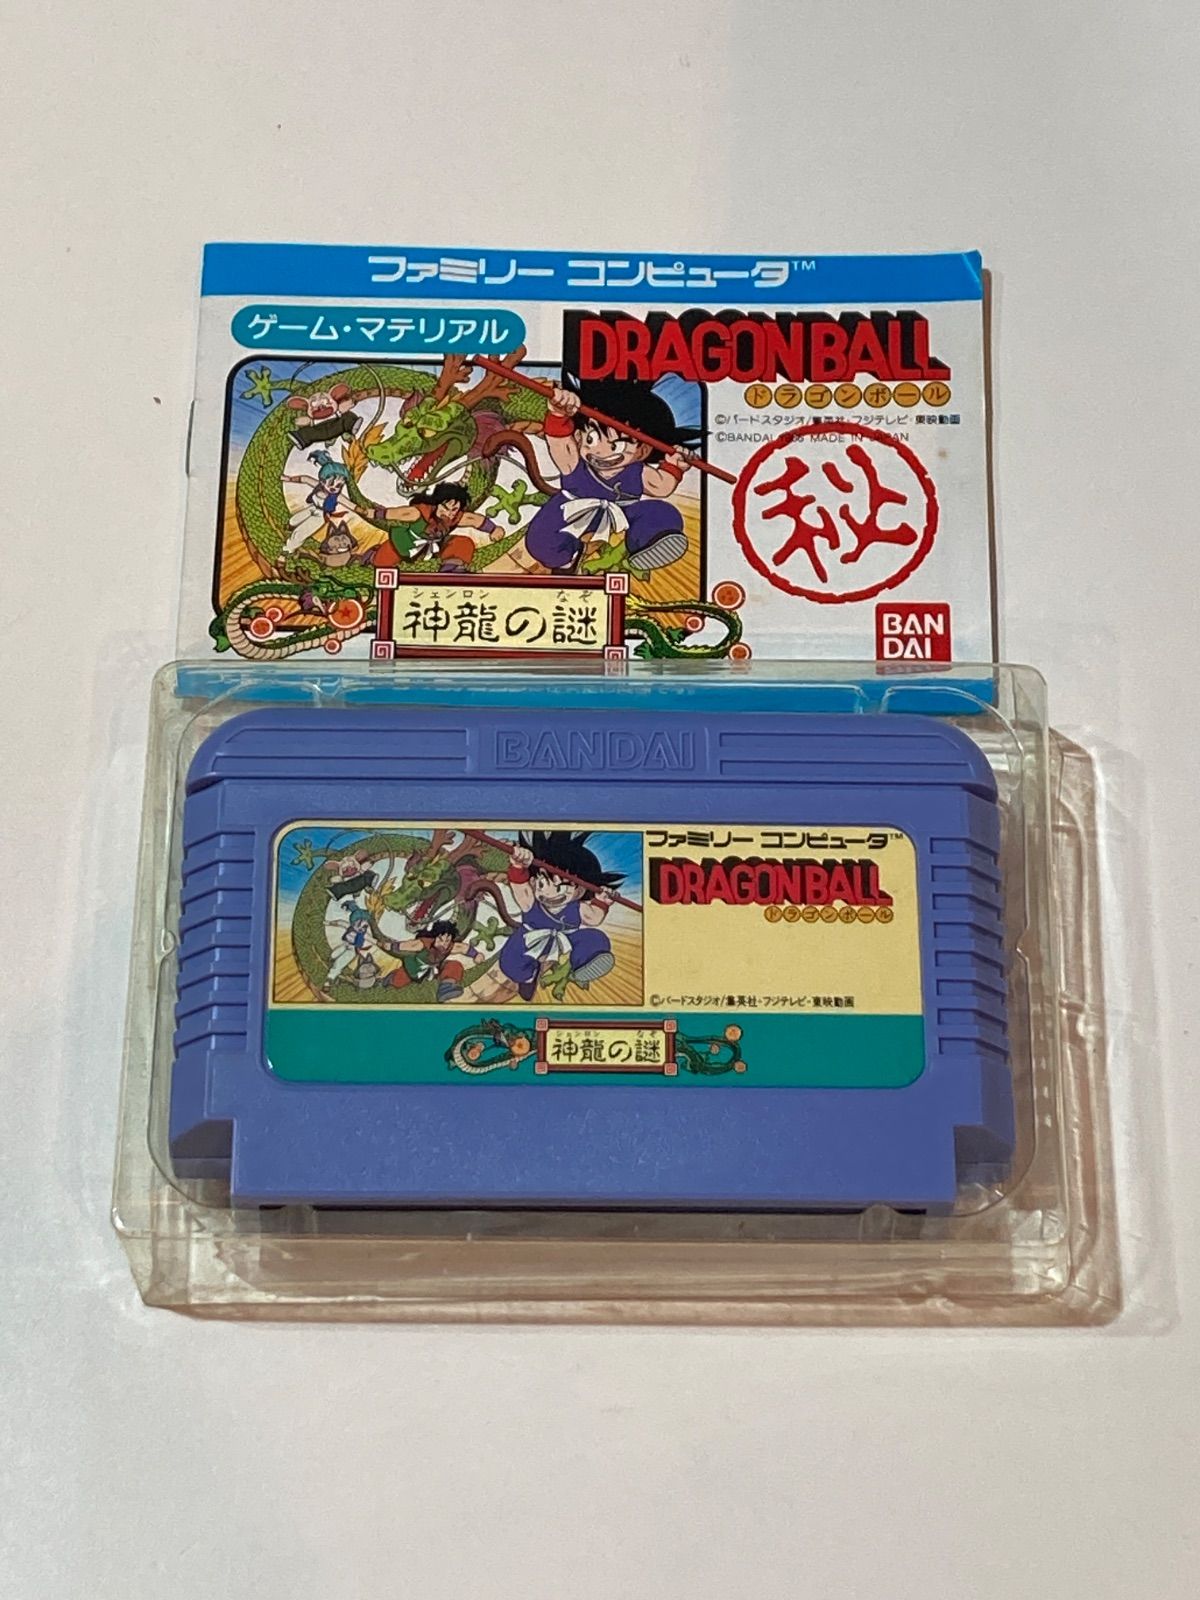 ファミリー コンピュータ™
ゲーム・マテリアル
DRAGON BALL
ドラゴンボール
©バードスタジオ/集英社・フジテレビ・東映動画
©BANDAI 1986 MADE IN JAPAN
秘
シェンロン なぞ
神龍の謎
BAN
DAI
BANDAI
ファミリー コンピュータ™
DRAGON BALL
ドラゴンボール
©バードスタジオ/集英社・フジテレビ・東映動画
シェンロン なぞ
神龍の謎